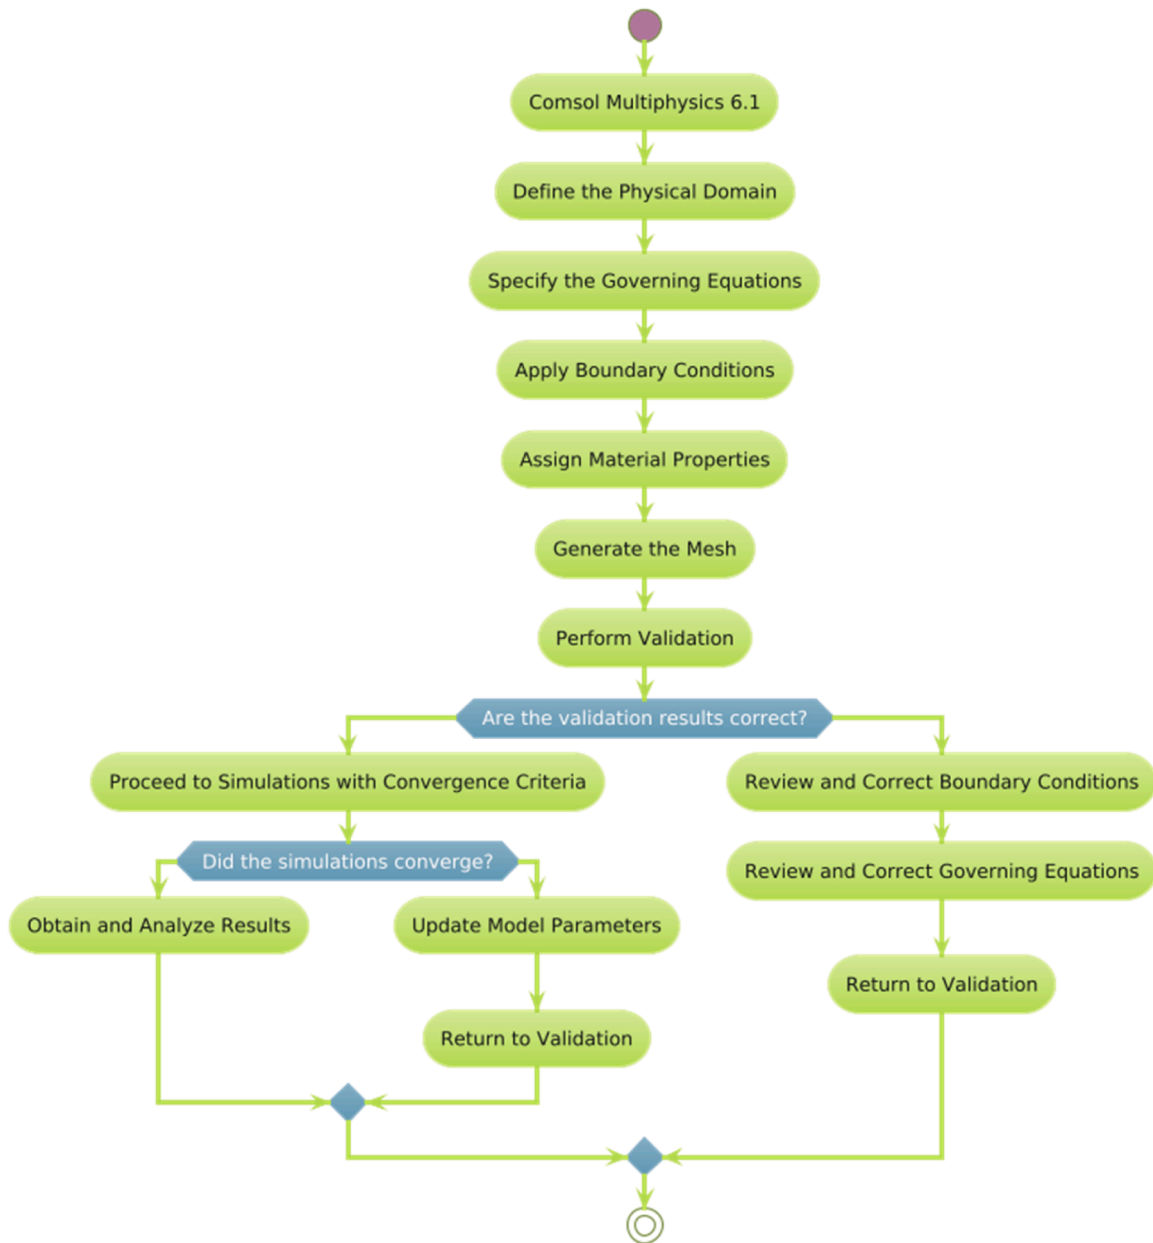 Comsol Multiphysics 6.1
Define the Physical Domain
Specify the Governing Equations
Apply Boundary Conditions
Assign Material Properties
Generate the Mesh
Perform Validation
Are the validation results correct?
Proceed to Simulations with Convergence Criteria
Did the simulations converge?
Obtain and Analyze Results
Update Model Parameters
Return to Validation
Review and Correct Boundary Conditions
Review and Correct Governing Equations
Return to Validation